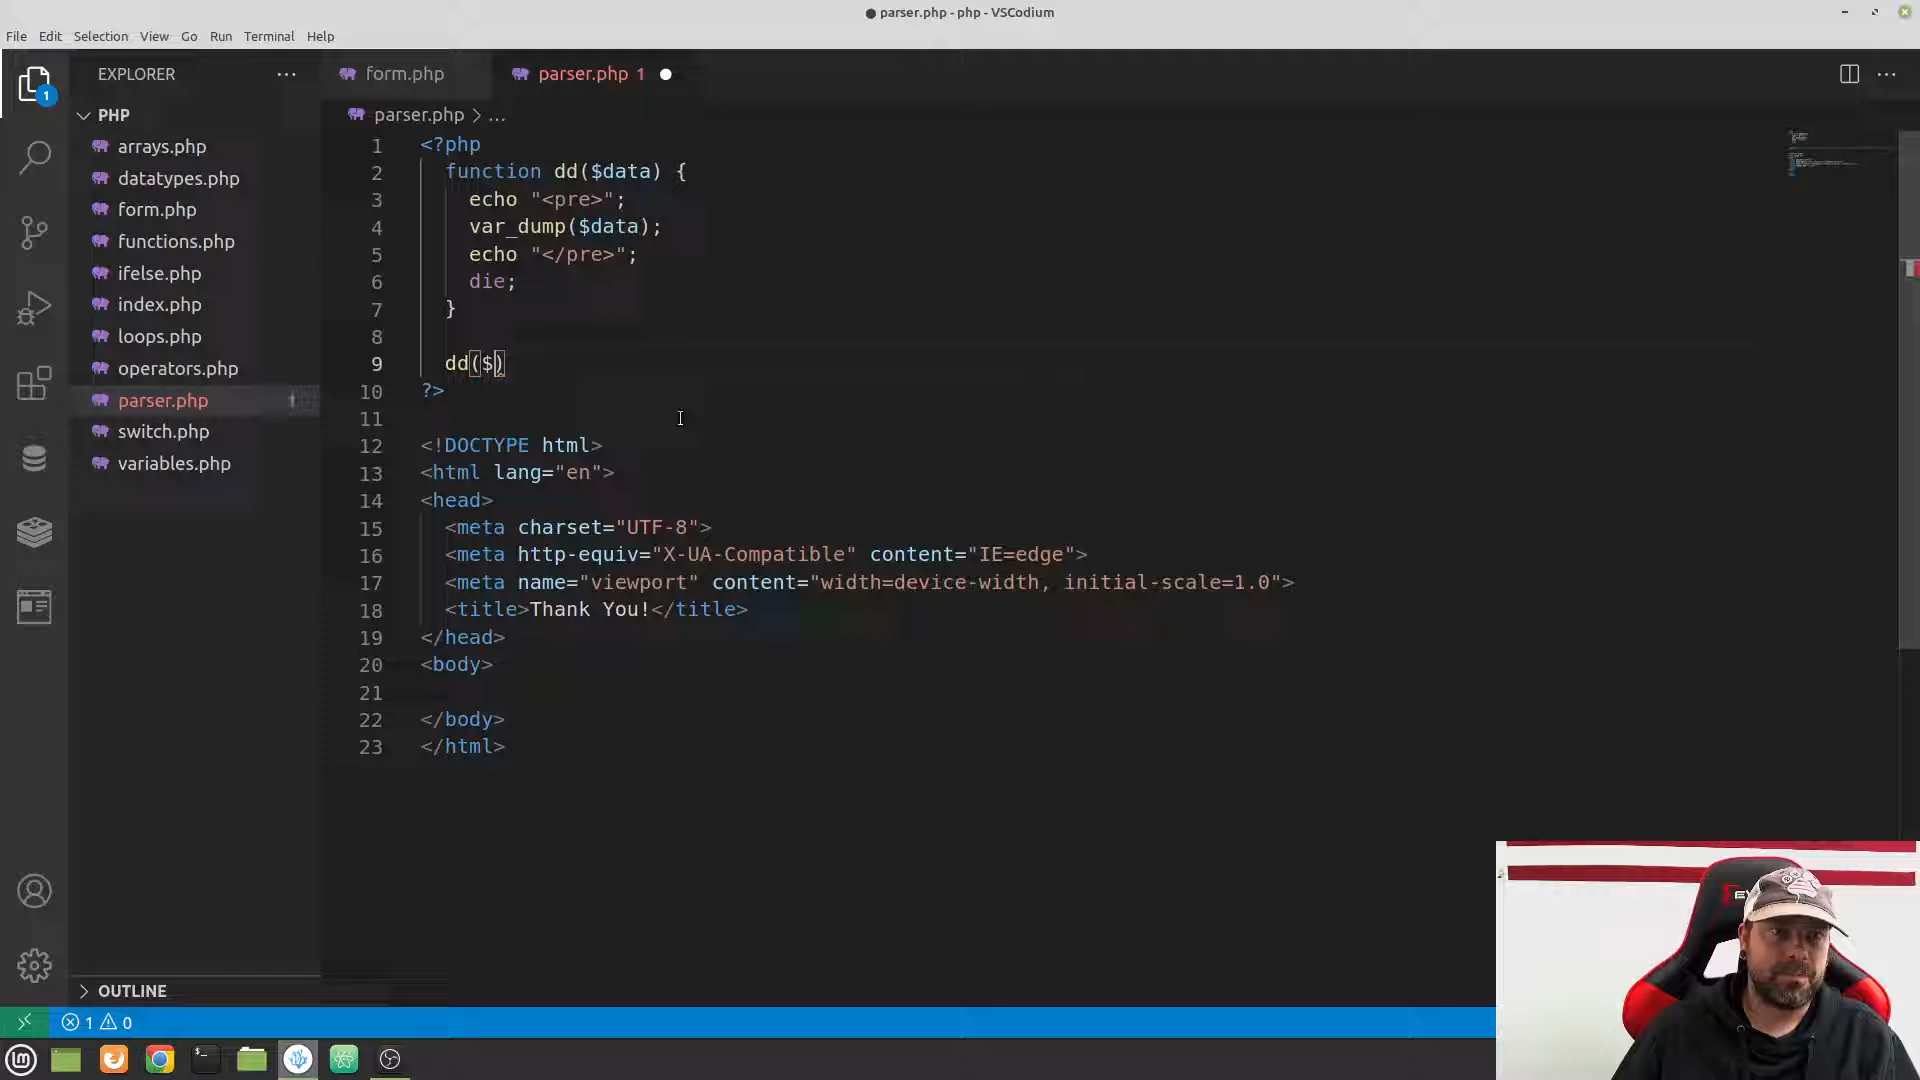 parser.php - php - VSCodium
File Edit Selection View Go Run Terminal Help
EXPLORER
form.php
parser.php 1
1
PHP
parser.php > ...
arrays.php
datatypes.php
form.php
functions.php
ifelse.php
index.php
loops.php
operators.php
parser.php
switch.php
variables.php
1 <?php
2 function dd($data) {
3 echo "<pre>";
4 var_dump($data);
5 echo "</pre>";
6 die;
7 }
8
9 dd($)
10 ?>
11
12 <!DOCTYPE html>
13 <html lang="en">
14 <head>
15 <meta charset="UTF-8">
16 <meta http-equiv="X-UA-Compatible" content="IE=edge">
17 <meta name="viewport" content="width=device-width, initial-scale=1.0">
18 <title>Thank You!</title>
19 </head>
20 <body>
21
22 </body>
23 </html>
OUTLINE
1 0